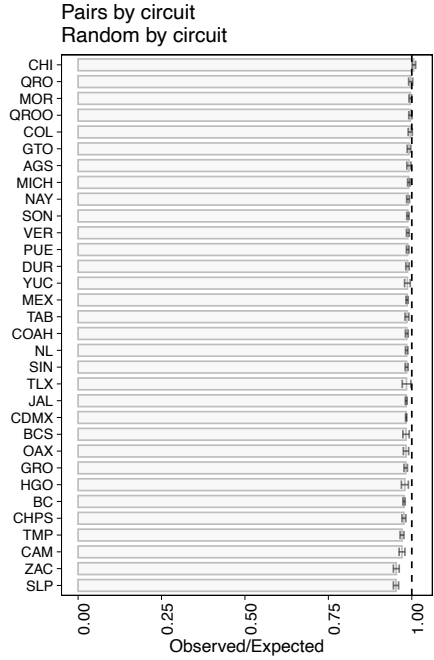 Pairs by circuit
Random by circuit
CHI
QRO
MOR
QROO
COL
GTO
AGS
MICH
NAY
SON
VER
PUE
DUR
YUC
MEX
TAB
COAH
NL
SIN
TLX
JAL
CDMX
BCS
OAX
GRO
HGO
BC
CHPS
TMP
CAM
ZAC
SLP
0.00
0.25
0.50
0.75
1.00
Observed/Expected